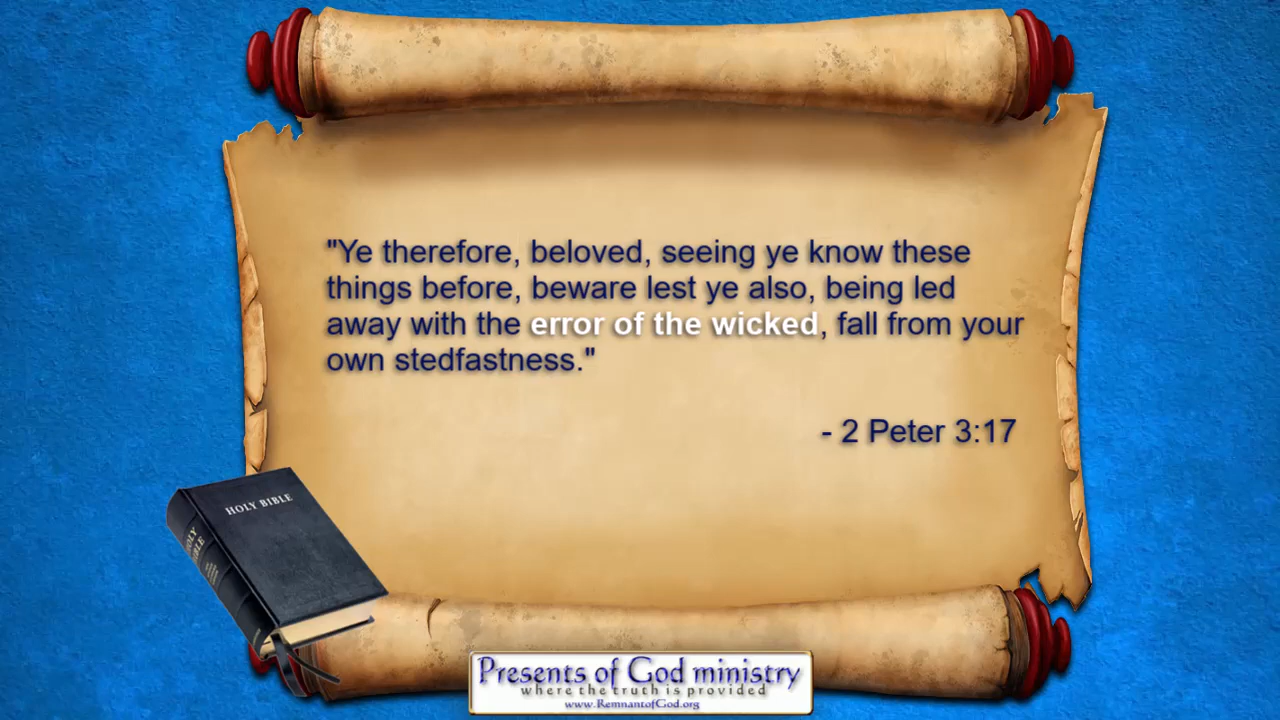 "Ye therefore, beloved, seeing ye know these
things before, beware lest ye also, being led
away with the error of the wicked, fall from your
own stedfastness."
- 2 Peter 3:17
HOLY BIBLE
HOLY
BIBLE
Presents of God ministry
where the truth is provided
www.RemnantofGod.org